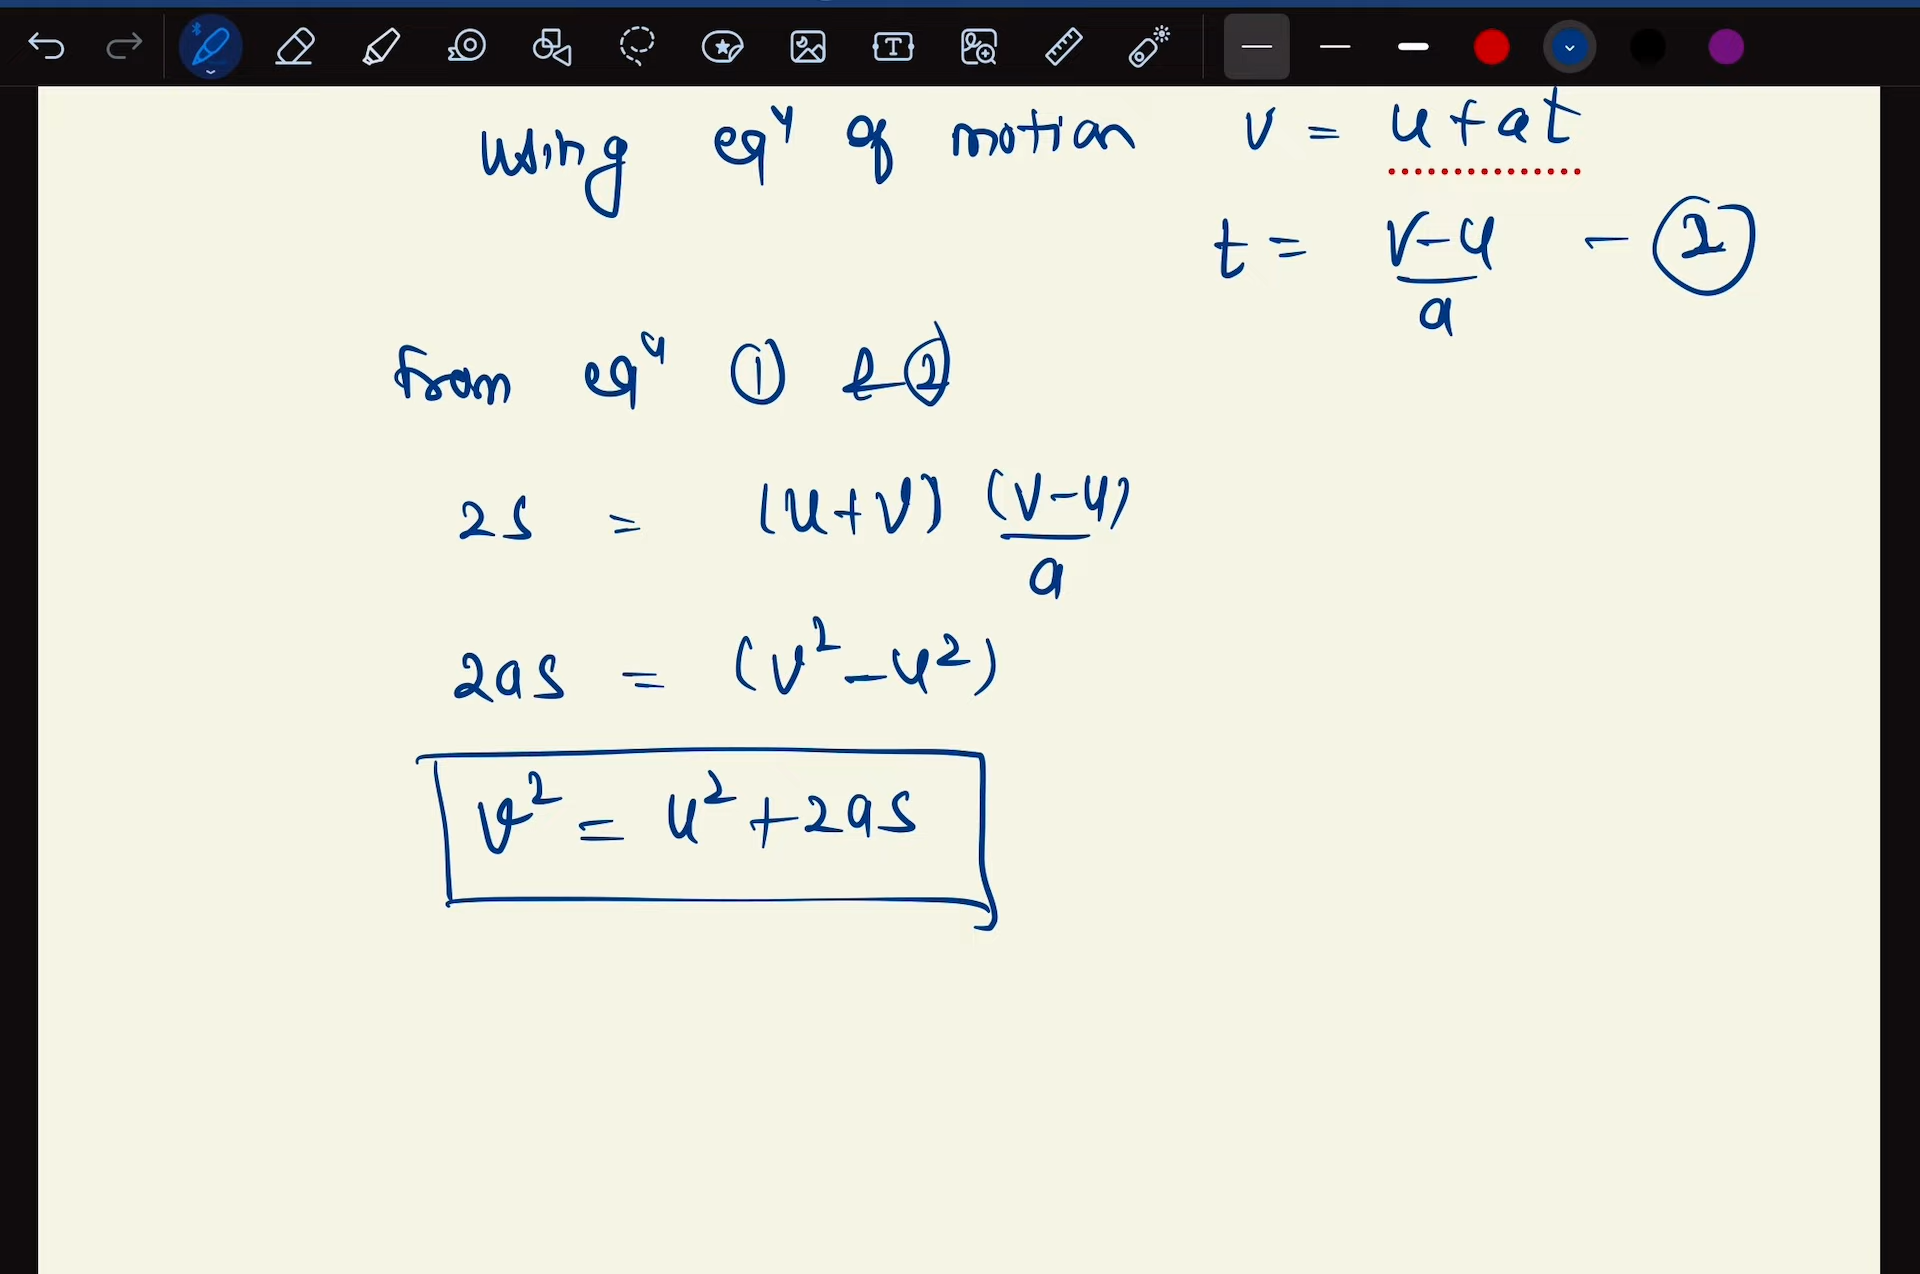 using eqⁿ of motion v = u + at
t = v-u/a - ②
from eqⁿ ① & ②
2s = (u+v) (v-u)/a
2as = (v² - u²)
v² = u² + 2as